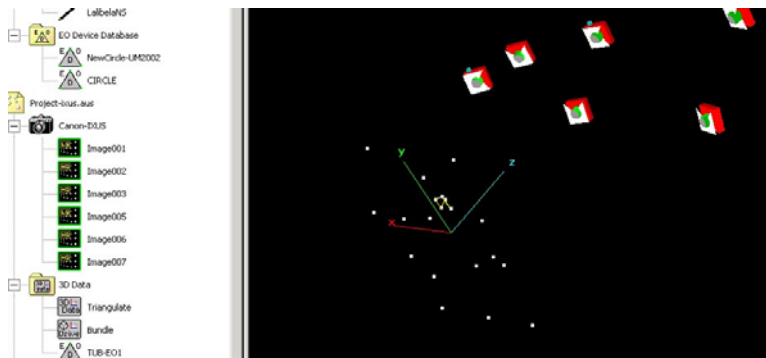 LalibelaNS
EO Device Database
NewCircle-UM2002
CIRCLE
Project-ixus.aus
Canon-IXUS
Image001
Image002
Image003
Image005
Image006
Image007
3D Data
Triangulate
Bundle
TUB-EO1
y
z
x